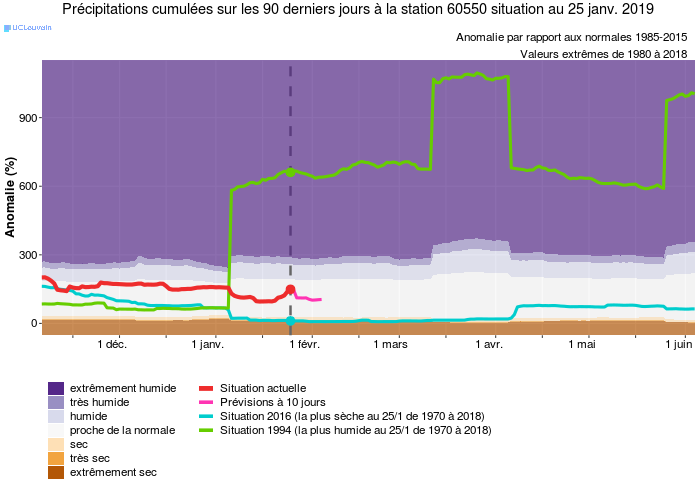 Précipitations cumulées sur les 90 derniers jours à la station 60550 situation au 25 janv. 2019
UCLouvain
Anomalie par rapport aux normales 1985-2015
Valeurs extrêmes de 1980 à 2018
Anomalie (%)
900
600
300
0
1 déc. 1 janv. 1 févr. 1 mars 1 avr. 1 mai 1 juin
extrêmement humide
très humide
humide
proche de la normale
sec
très sec
extrêmement sec
Situation actuelle
Prévisions à 10 jours
Situation 2016 (la plus sèche au 25/1 de 1970 à 2018)
Situation 1994 (la plus humide au 25/1 de 1970 à 2018)